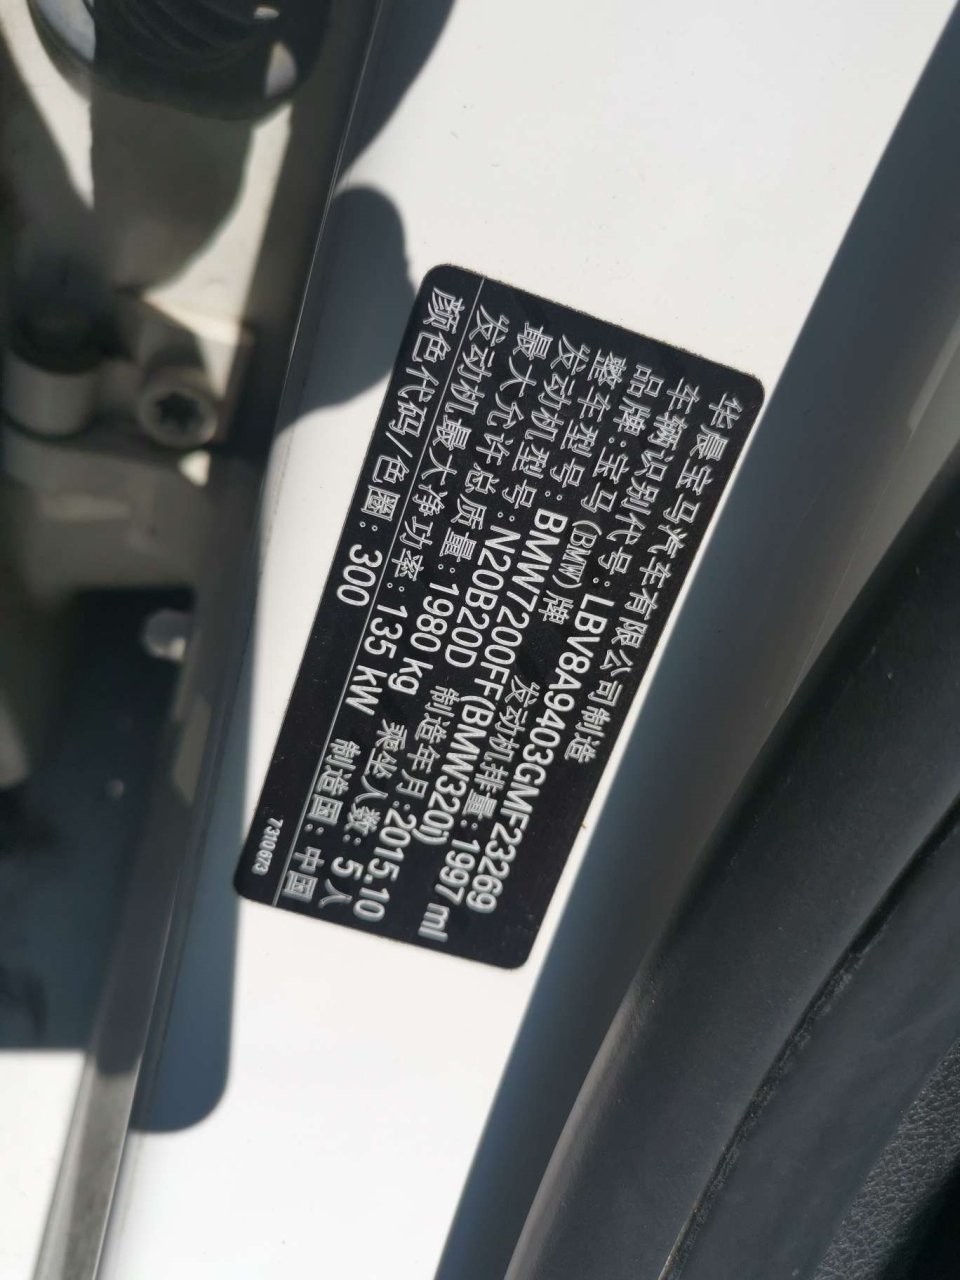 华晨宝马汽车有限公司制造
车辆识别代号: LBV8A9403GMF23269
品牌:宝马(BMW)牌
整车型号: BMW7200FF(BMW320i)
发动机型号: N20B20D 发动机排量: 1997 ml
最大允许总质量: 1980 kg 制造年月: 2015.10
发动机最大净功率: 135 kW 乘坐人数: 5 人
颜色代码/色圈: 300 制造国: 中国
7310673